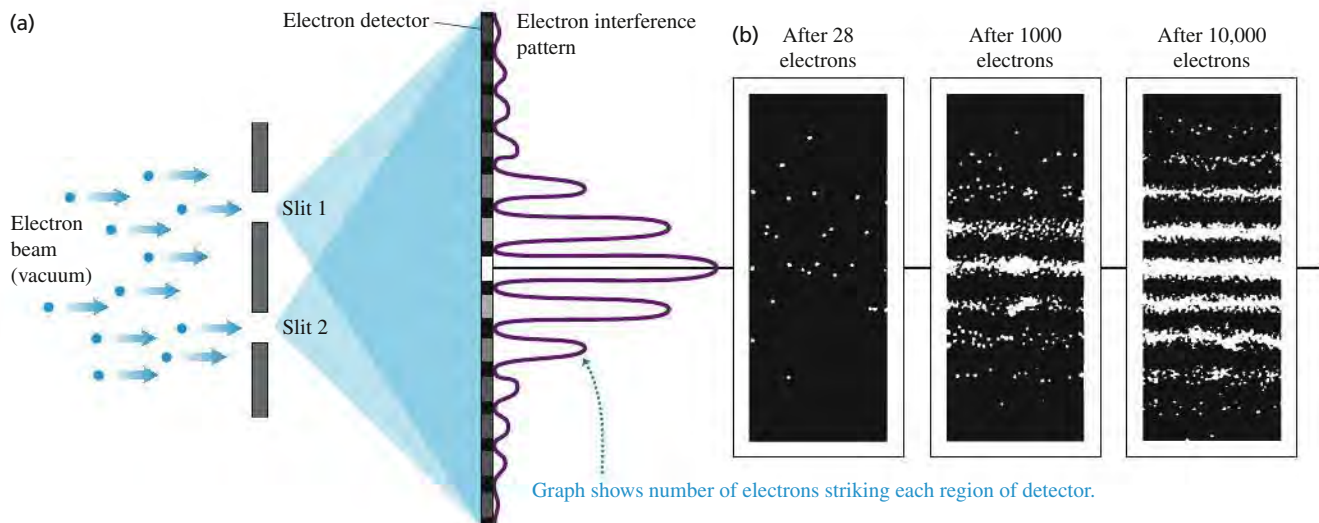 (a)
Electron detector
Electron interference
pattern
Electron
beam
(vacuum)
Slit 1
Slit 2
(b)
After 28
electrons
After 1000
electrons
After 10,000
electrons
Graph shows number of electrons striking each region of detector.